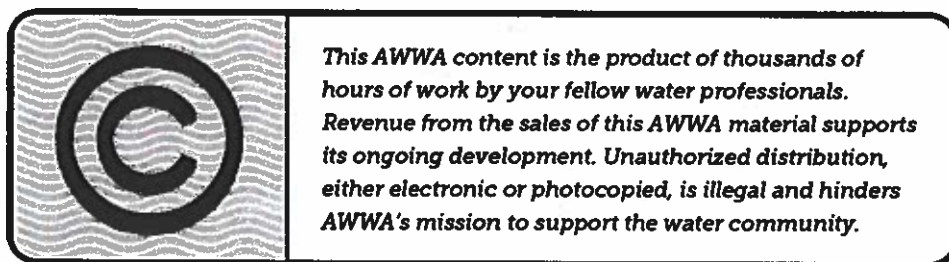 This AWWA content is the product of thousands of
hours of work by your fellow water professionals.
Revenue from the sales of this AWWA material supports
its ongoing development. Unauthorized distribution,
either electronic or photocopied, is illegal and hinders
AWWA's mission to support the water community.